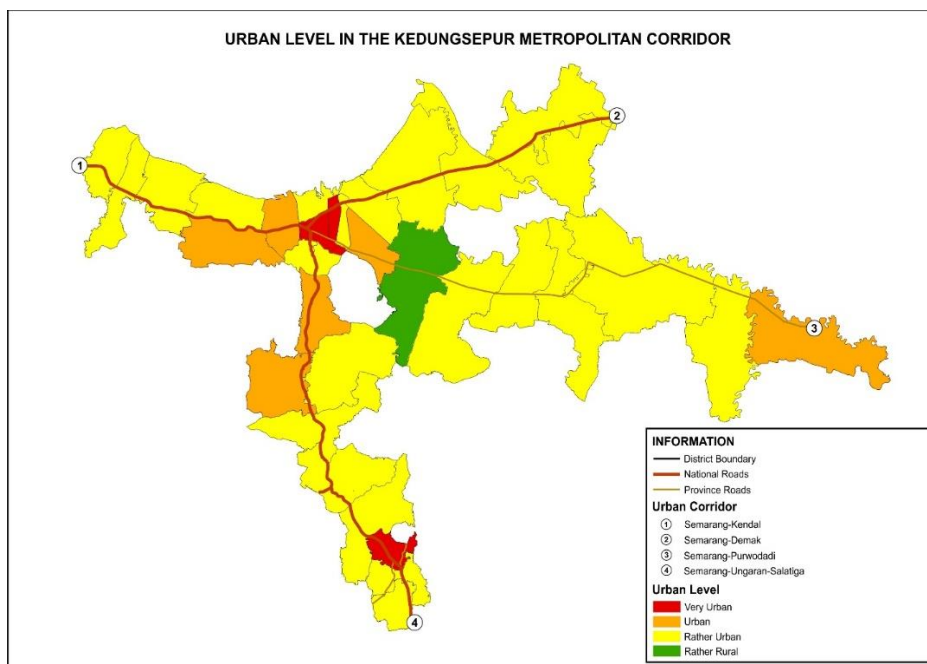 URBAN LEVEL IN THE KEDUNGSEPUR METROPOLITAN CORRIDOR
1
2
3
4
INFORMATION
District Boundary
National Roads
Province Roads
Urban Corridor
1 Semarang-Kendal
2 Semarang-Demak
3 Semarang-Purwodadi
4 Semarang-Ungaran-Salatiga
Urban Level
Very Urban
Urban
Rather Urban
Rather Rural